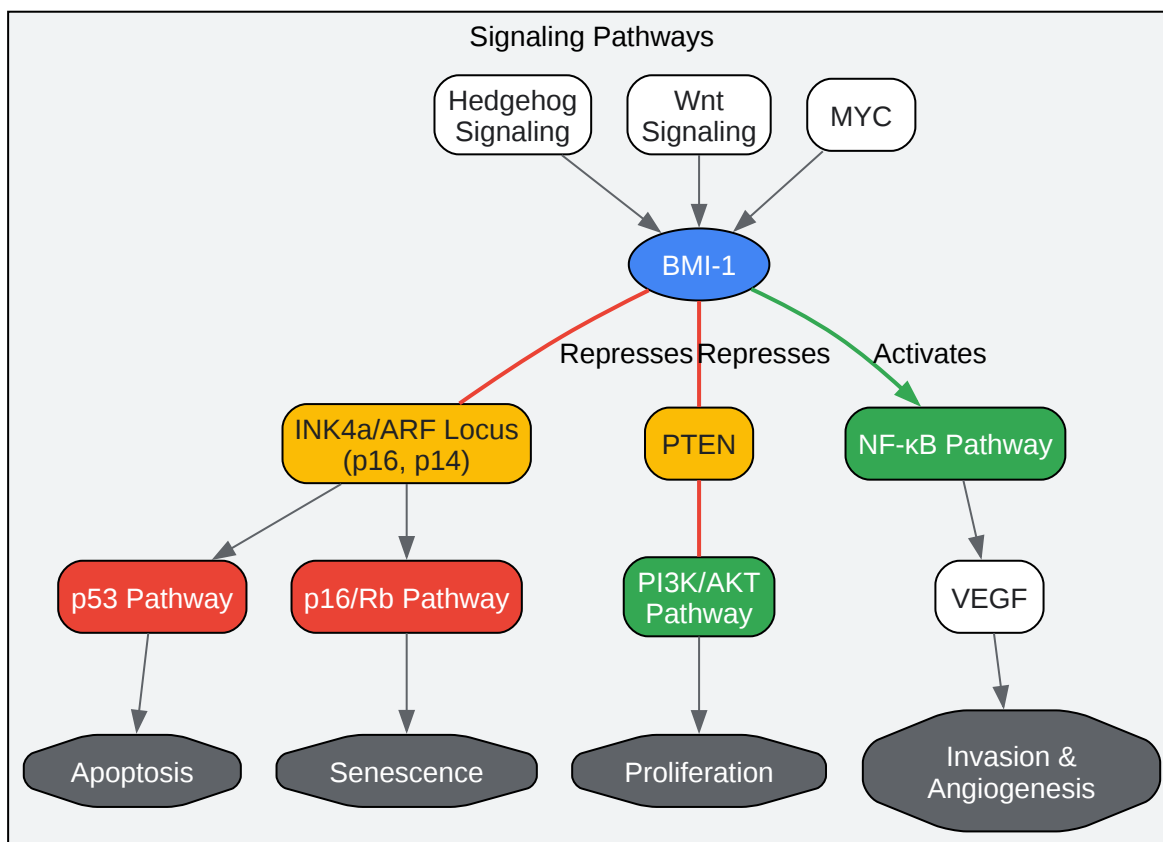 Signaling Pathways
Hedgehog
Signaling
Wnt
Signaling
MYC
BMI-1
Represses
Represses
Activates
INK4a/ARF Locus
(p16, p14)
PTEN
NF-κB Pathway
p53 Pathway
p16/Rb Pathway
PI3K/AKT
Pathway
VEGF
Apoptosis
Senescence
Proliferation
Invasion &
Angiogenesis